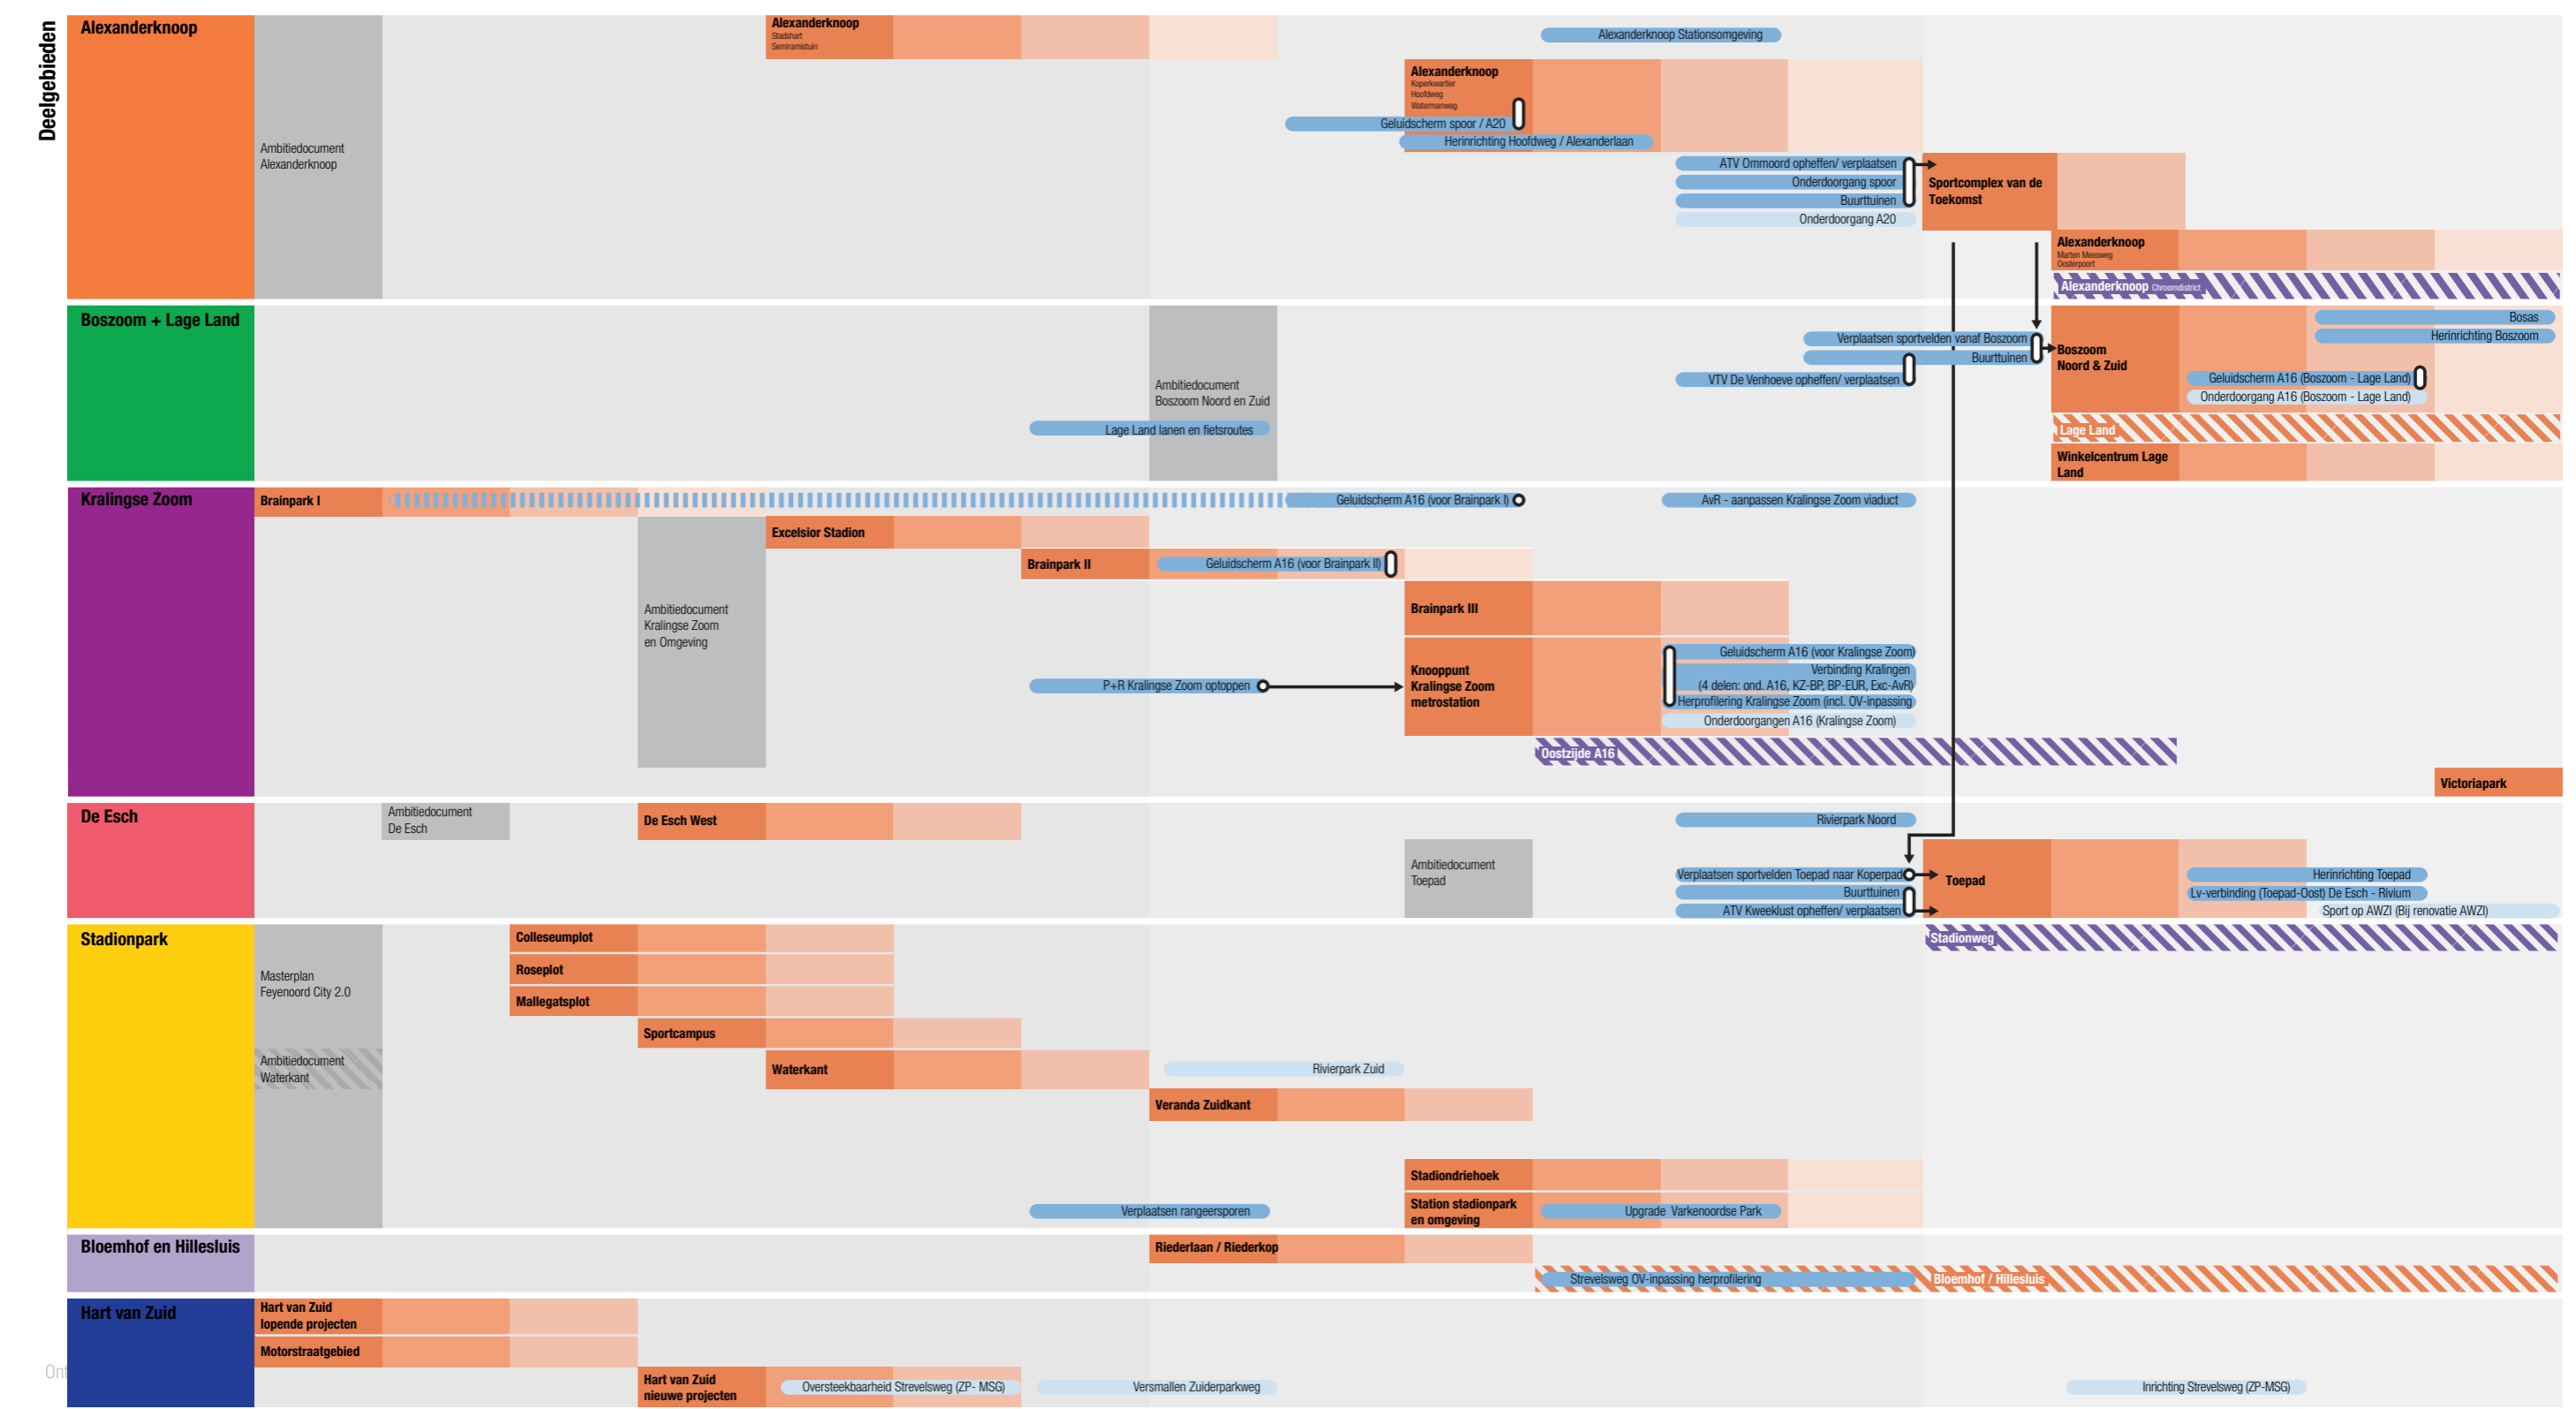 Deelgebieden
Alexanderknoop
Ambitiedocument
Alexanderknoop
Alexanderknoop
Stadshart
Semiramistuin
Alexanderknoop Stationsomgeving
Alexanderknoop
Koperkwartier
Hoofdweg
Watermanweg
Geluidscherm spoor / A20
Herinrichting Hoofdweg / Alexanderlaan
ATV Ommoord opheffen/ verplaatsen
Onderdoorgang spoor
Buurttuinen
Onderdoorgang A20
Sportcomplex van de
Toekomst
Alexanderknoop
Marten Meesweg
Oosterpoort
Alexanderknoop Chroomdistrict
Boszoom + Lage Land
Ambitiedocument
Boszoom Noord en Zuid
Lage Land lanen en fietsroutes
Verplaatsen sportvelden vanaf Boszoom
Buurttuinen
VTV De Venhoeve opheffen/ verplaatsen
Boszoom
Noord & Zuid
Bosas
Herinrichting Boszoom
Geluidscherm A16 (Boszoom - Lage Land)
Onderdoorgang A16 (Boszoom - Lage Land)
Lage Land
Winkelcentrum Lage
Land
Kralingse Zoom
Brainpark I
Geluidscherm A16 (voor Brainpark I)
AvR - aanpassen Kralingse Zoom viaduct
Excelsior Stadion
Brainpark II
Geluidscherm A16 (voor Brainpark II)
Ambitiedocument
Kralingse Zoom
en Omgeving
Brainpark III
P+R Kralingse Zoom optoppen
Knooppunt
Kralingse Zoom
metrostation
Geluidscherm A16 (voor Kralingse Zoom)
Verbinding Kralingen
(4 delen: ond. A16, KZ-BP, BP-EUR, Exc-AvR)
Herprofilering Kralingse Zoom (incl. OV-inpassing
Onderdoorgangen A16 (Kralingse Zoom)
Oostzijde A16
Victoriapark
De Esch
Ambitiedocument
De Esch
De Esch West
Rivierpark Noord
Ambitiedocument
Toepad
Verplaatsen sportvelden Toepad naar Koperpad
Buurttuinen
ATV Kweeklust opheffen/ verplaatsen
Toepad
Herinrichting Toepad
Lv-verbinding (Toepad-Oost) De Esch - Rivium
Sport op AWZI (Bij renovatie AWZI)
Stadionpark
Masterplan
Feyenoord City 2.0
Ambitiedocument
Waterkant
Colleseumplot
Roseplot
Mallegatsplot
Sportcampus
Waterkant
Rivierpark Zuid
Veranda Zuidkant
Stadionweg
Stadiondriehoek
Verplaatsen rangeersporen
Station stadionpark
en omgeving
Upgrade Varkenoordse Park
Bloemhof en Hillesluis
Riederlaan / Riederkop
Strevelsweg OV-inpassing herprofilering
Bloemhof / Hillesluis
Hart van Zuid
Hart van Zuid
lopende projecten
Motorstraatgebied
Hart van Zuid
nieuwe projecten
Oversteekbaarheid Strevelsweg (ZP- MSG)
Versmallen Zuiderparkweg
Inrichting Strevelsweg (ZP-MSG)
Ont